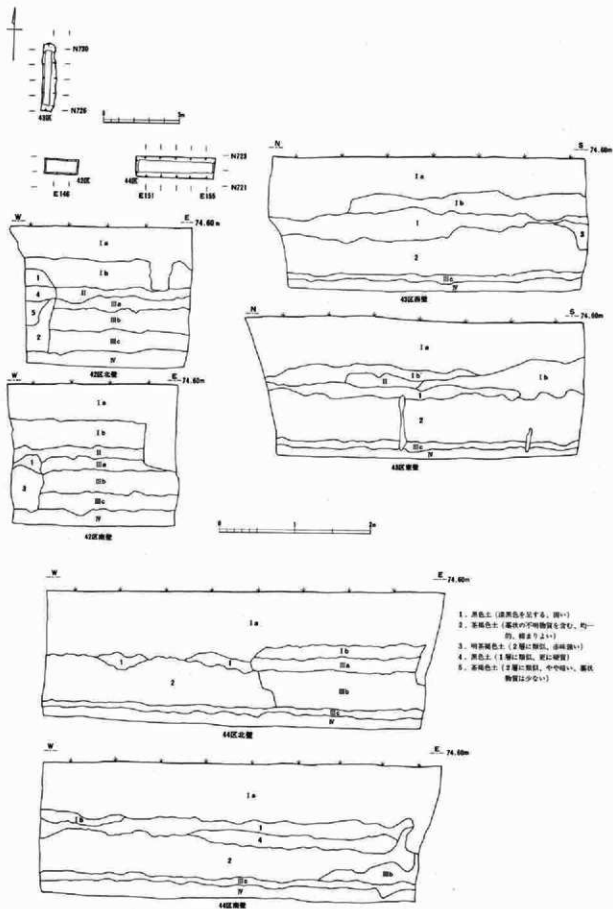 N730
N726
43区
0 5m
42区
E146
44区
E151 E155
N723
N721
W E 74.60m
Ia
Ib
1
II
4
IIIa
5
IIIb
2
IIIc
IV
42区北壁
W E 74.60m
Ia
Ib
II
1
IIIa
3
IIIb
IIIc
IV
42区南壁
N S 74.60m
Ia
Ib
1
3
2
IIIc
IV
43区西壁
N S 74.60m
Ia
Ib
Ib
II
1
2
IIIc
IV
43区東壁
0 1 2m
W E 74.60m
Ia
Ib
1
1
IIIa
2
IIIb
IIIc
IV
44区北壁
1. 黒色土(漆黒色を呈する、固い)
2. 茶褐色土(藁状の不明物質を含む、均一
的、締まりよい)
3. 明茶褐色土(2層に類似、赤味強い)
4. 黒色土(1層に類似、更に硬質)
5. 茶褐色土(2層に類似、やや暗い、藁状
物質は少ない)
W E 74.60m
Ia
Ib
1
4
2
IIIb
IIIc
IV
44区南壁